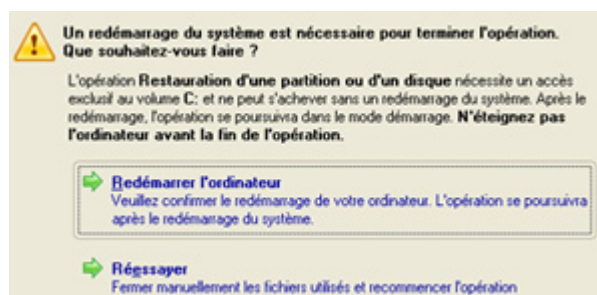 Un redémarrage du système est nécessaire pour terminer l'opération.
Que souhaitez-vous faire ?
L'opération Restauration d'une partition ou d'un disque nécessite un accès
exclusif au volume C: et ne peut s'achever sans un redémarrage du système. Après le
redémarrage, l'opération se poursuivra dans le mode démarrage. N'éteignez pas
l'ordinateur avant la fin de l'opération.
Redémarrer l'ordinateur
Veuillez confirmer le redémarrage de votre ordinateur. L'opération se poursuivra
après le redémarrage du système.
Réessayer
Fermer manuellement les fichiers utilisés et recommencer l'opération